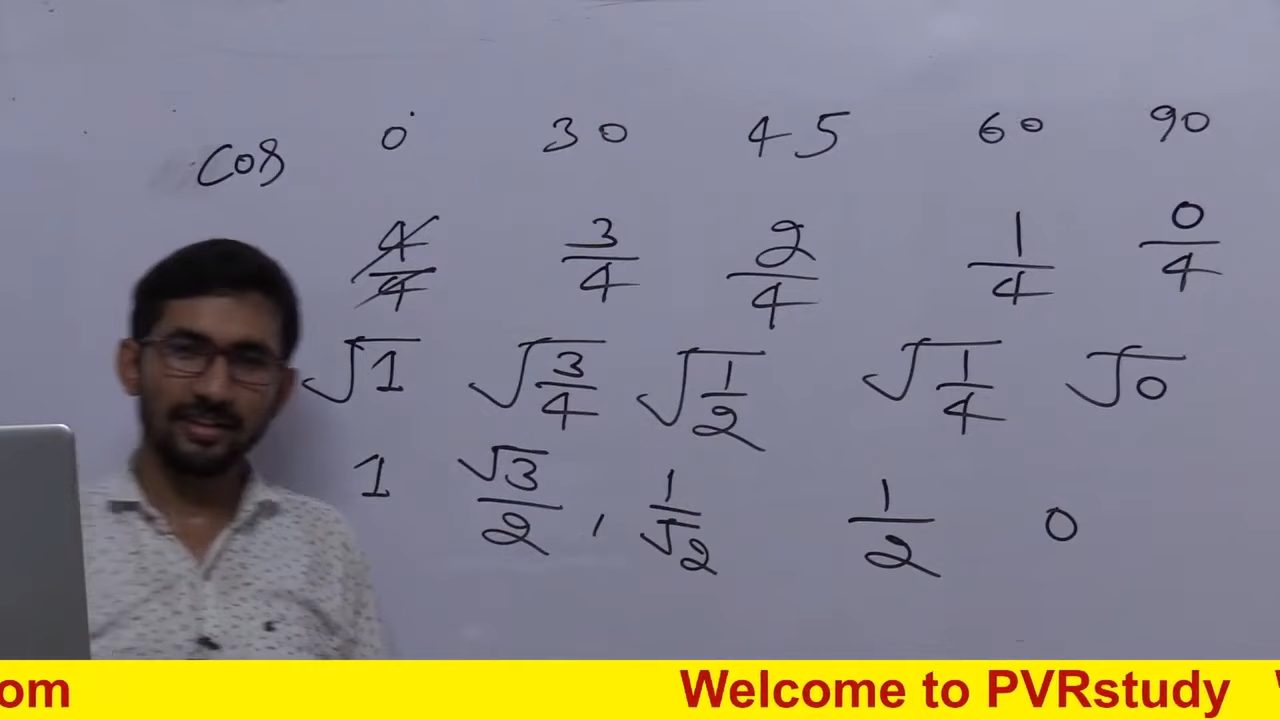 cos 0° 30 45 60 90
4/4 3/4 2/4 1/4 0/4
√1 √3/4 √1/2 √1/4 √0
1 √3/2 , 1/√2 1/2 0
om Welcome to PVRstudy